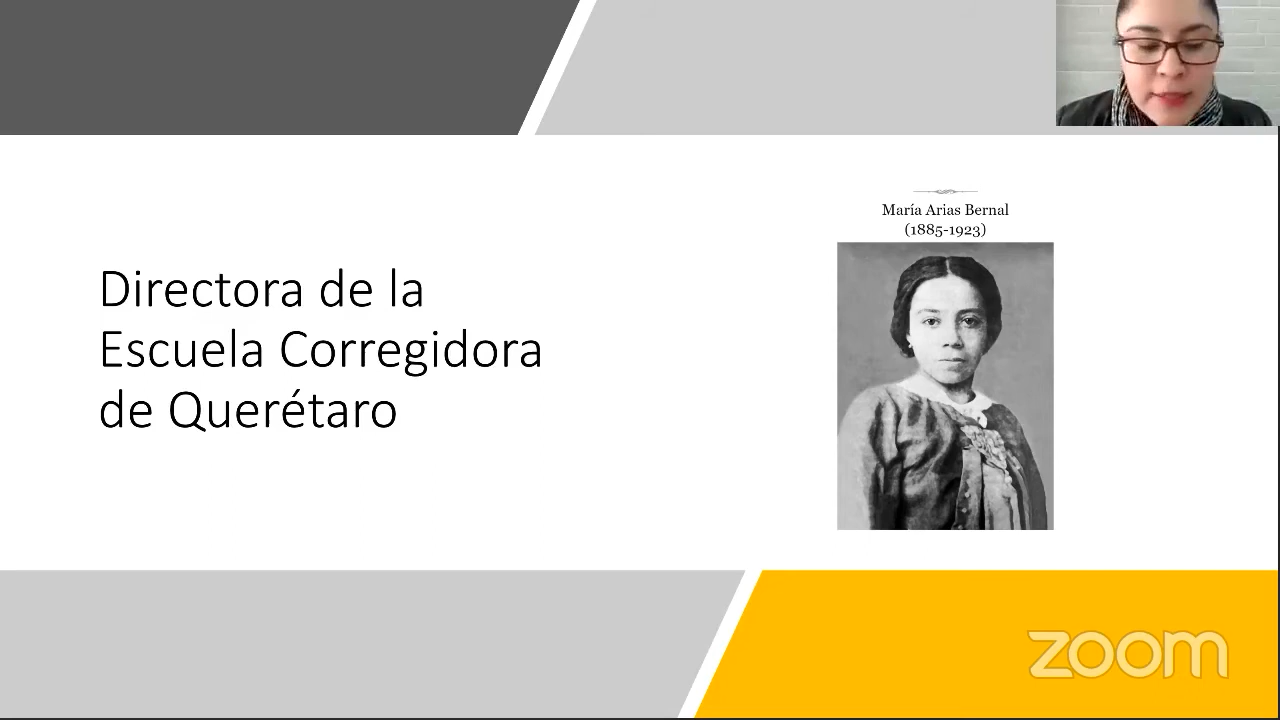 María Arias Bernal
(1885-1923)
Directora de la
Escuela Corregidora
de Querétaro
zoom